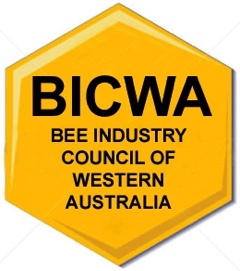 BICWA
BEE INDUSTRY
COUNCIL OF
WESTERN
AUSTRALIA